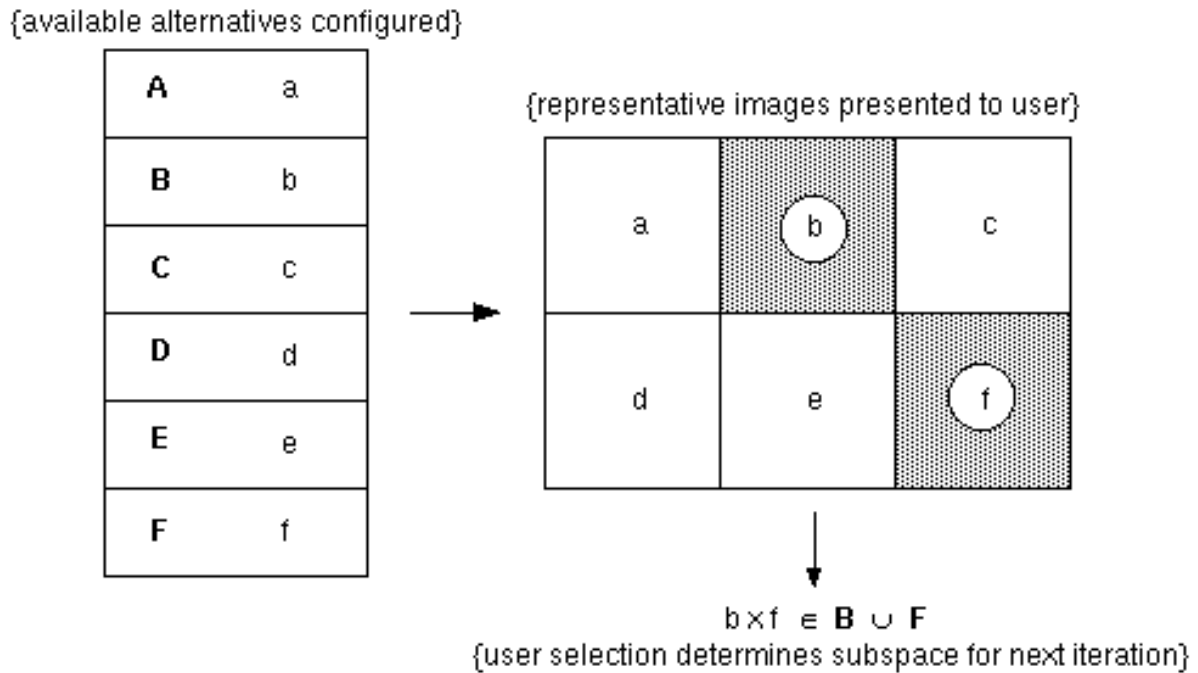 {available alternatives configured}
A a
B b
C c
D d
E e
F f
{representative images presented to user}
a b c
d e f
b×f ∈ B ∪ F
{user selection determines subspace for next iteration}